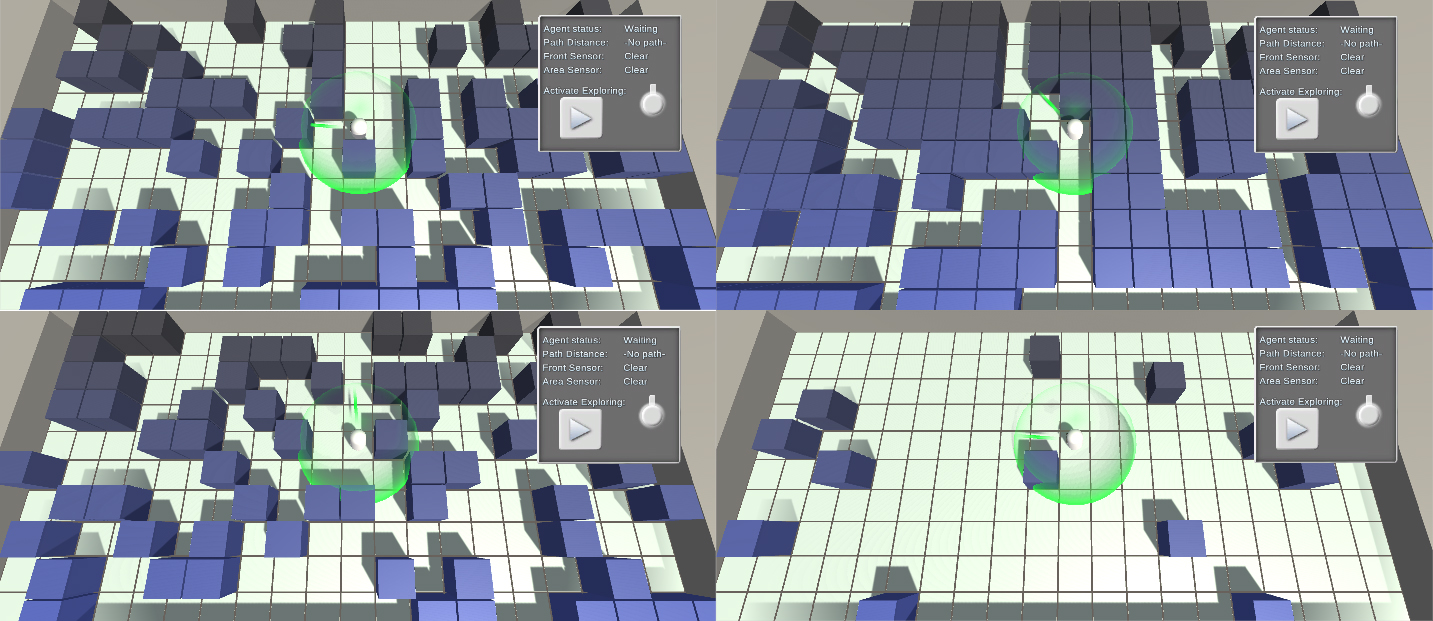 Agent status: Waiting
Path Distance: -No path-
Front Sensor: Clear
Area Sensor: Clear
Activate Exploring:
Agent status: Waiting
Path Distance: -No path-
Front Sensor: Clear
Area Sensor: Clear
Activate Exploring:
Agent status: Waiting
Path Distance: -No path-
Front Sensor: Clear
Area Sensor: Clear
Activate Exploring:
Agent status: Waiting
Path Distance: -No path-
Front Sensor: Clear
Area Sensor: Clear
Activate Exploring: